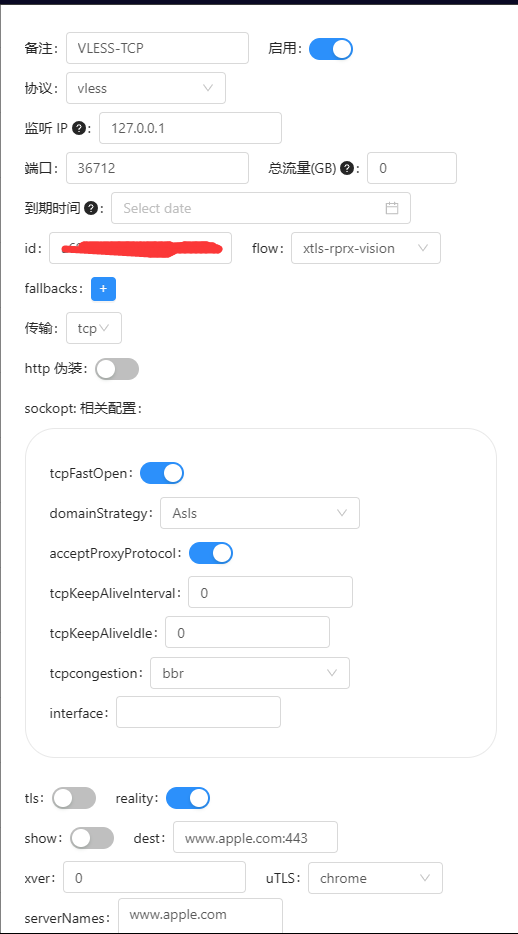 备注： VLESS-TCP 启用：
协议： vless
监听 IP ?： 127.0.0.1
端口： 36712 总流量(GB) ?： 0
到期时间 ?： Select date
id： flow： xtls-rprx-vision
fallbacks： +
传输： tcp
http 伪装：
sockopt: 相关配置：
tcpFastOpen：
domainStrategy： AsIs
acceptProxyProtocol：
tcpKeepAliveInterval： 0
tcpKeepAliveIdle： 0
tcpcongestion： bbr
interface：
tls： reality：
show： dest： www.apple.com:443
xver： 0 uTLS： chrome
serverNames： www.apple.com